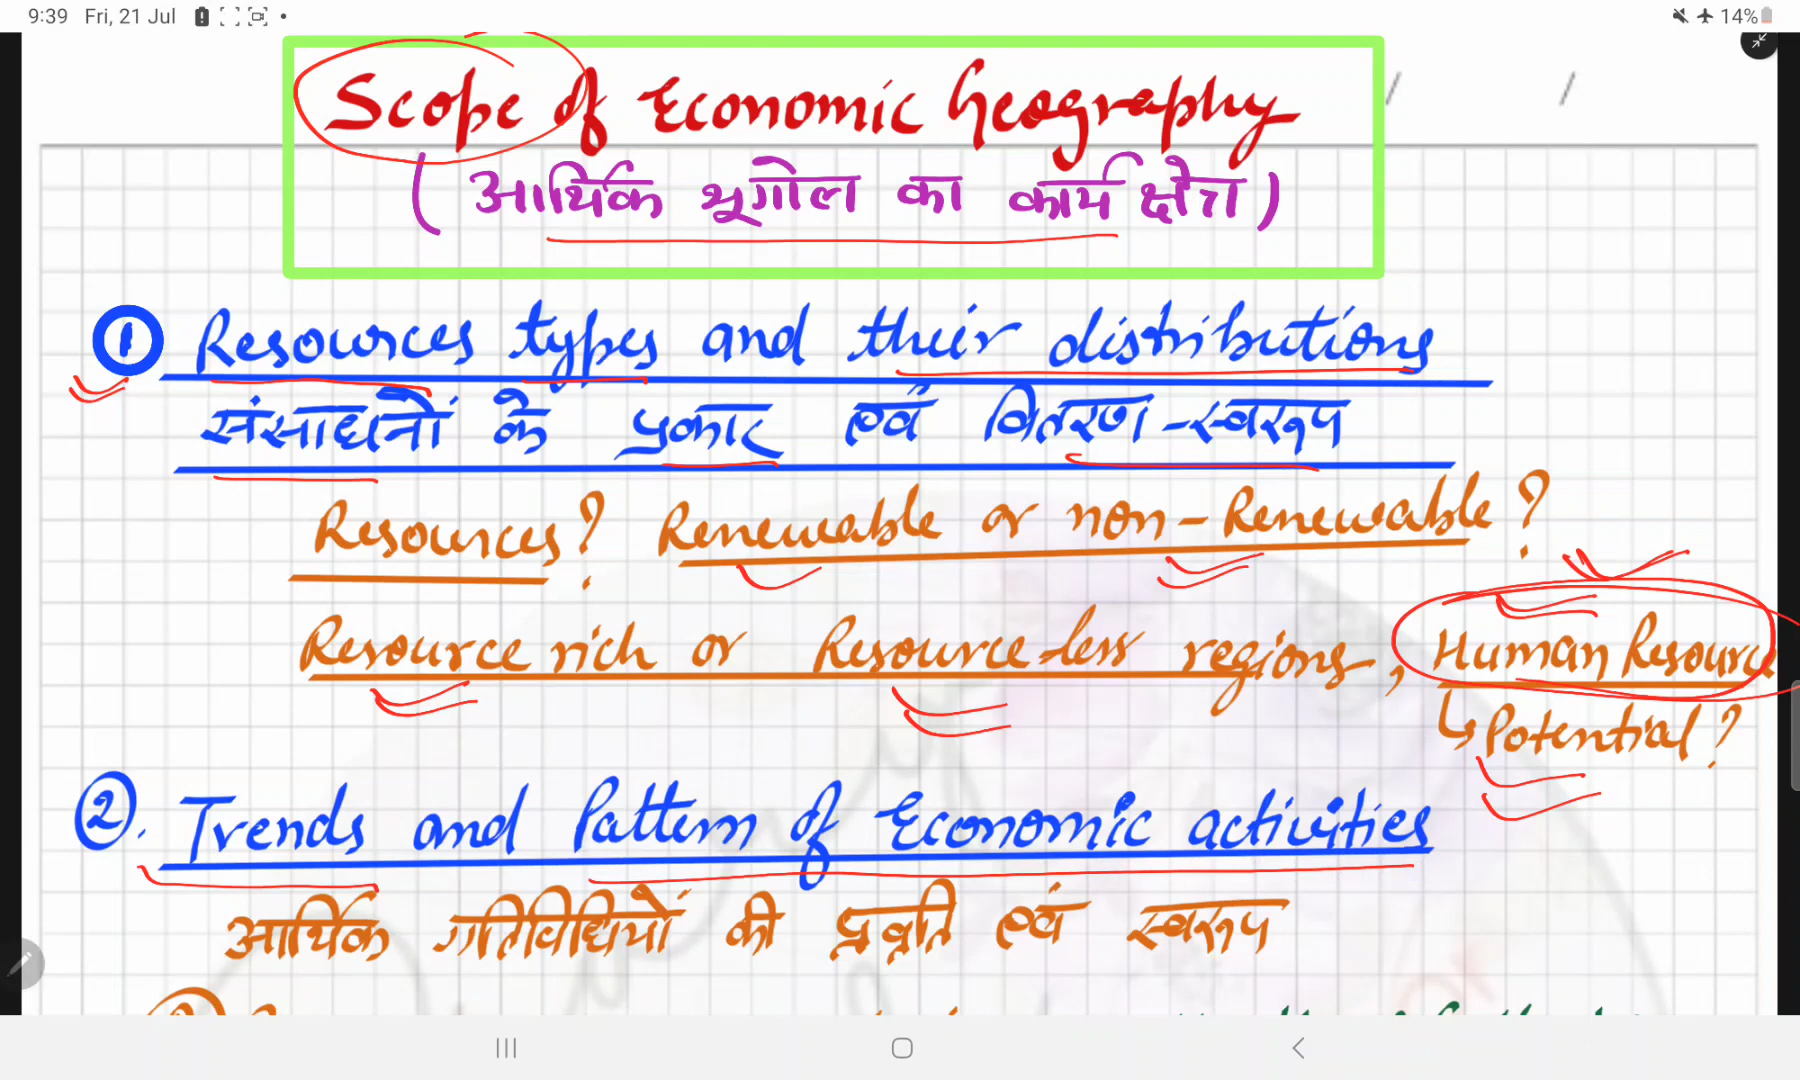 9:39 Fri, 21 Jul
14%
Scope of Economic Geography
(आर्थिक भूगोल का कार्य क्षेत्र)
① Resources types and their distributions
संसाधनों के प्रकार एवं वितरण-स्वरूप
Resources? Renewable or non-Renewable?
Resource rich or Resource-less regions, Human Resource
↳ Potential?
②. Trends and Pattern of Economic activities
आर्थिक गतिविधियों की प्रवृति एवं स्वरूप